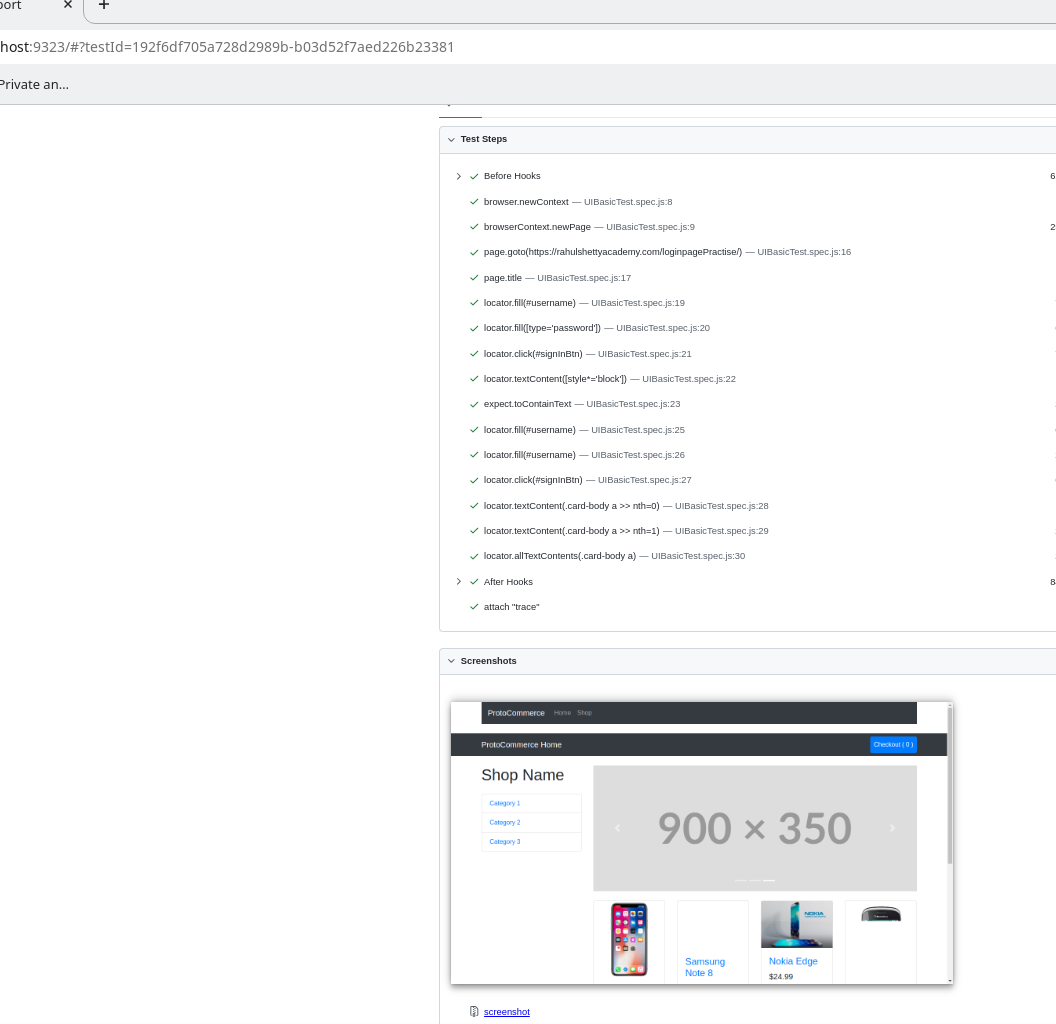 port × +
host:9323/#?testId=192f6df705a728d2989b-b03d52f7aed226b23381
Private an...
Test Steps
Before Hooks 6
browser.newContext — UIBasicTest.spec.js:8
browserContext.newPage — UIBasicTest.spec.js:9 2
page.goto(https://rahulshettyacademy.com/loginpagePractise/) — UIBasicTest.spec.js:16
page.title — UIBasicTest.spec.js:17
locator.fill(#username) — UIBasicTest.spec.js:19
locator.fill([type='password']) — UIBasicTest.spec.js:20
locator.click(#signInBtn) — UIBasicTest.spec.js:21
locator.textContent([style*='block']) — UIBasicTest.spec.js:22
expect.toContainText — UIBasicTest.spec.js:23
locator.fill(#username) — UIBasicTest.spec.js:25
locator.fill(#username) — UIBasicTest.spec.js:26
locator.click(#signInBtn) — UIBasicTest.spec.js:27
locator.textContent(.card-body a >> nth=0) — UIBasicTest.spec.js:28
locator.textContent(.card-body a >> nth=1) — UIBasicTest.spec.js:29
locator.allTextContents(.card-body a) — UIBasicTest.spec.js:30
After Hooks 8
attach "trace"
Screenshots
ProtoCommerce Home Shop
ProtoCommerce Home Checkout ( 0 )
Shop Name
Category 1
Category 2
Category 3
900 × 350
NOKIA
Samsung Note 8
Nokia Edge
$24.99
screenshot